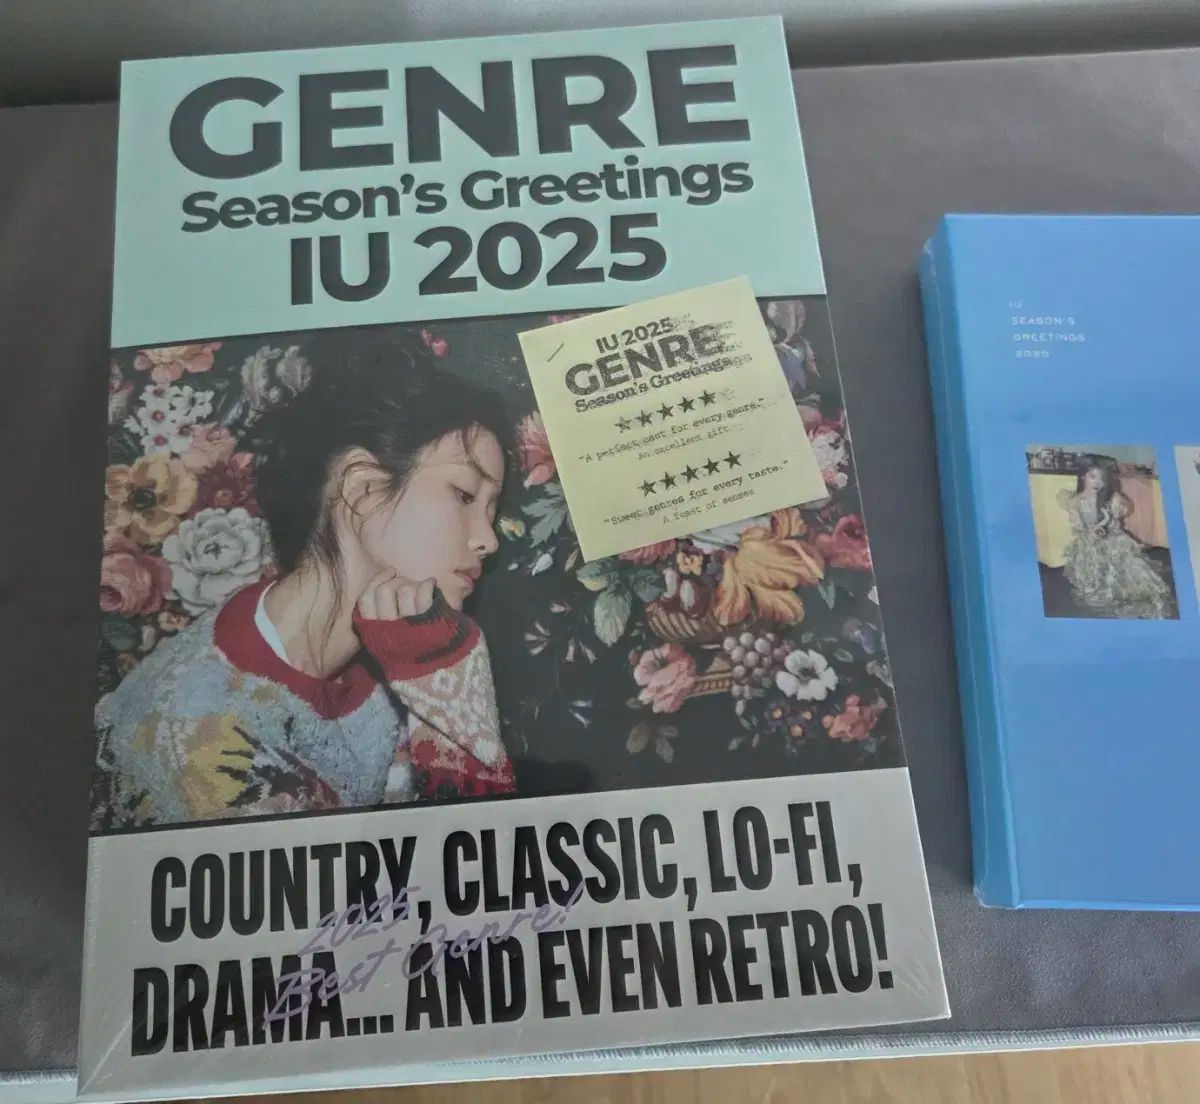 GENRE
Season's Greetings
IU 2025
IU 2025
GENRE
Season's Greetings
★★★★★
"A perfect cast for every genre."
An excellent gift
★★★★★
"Sweet genres for every taste."
A feast of senses
COUNTRY, CLASSIC, LO-FI,
DRAMA... AND EVEN RETRO!
2025
Best Genre!
IU
SEASON'S
GREETINGS
2020